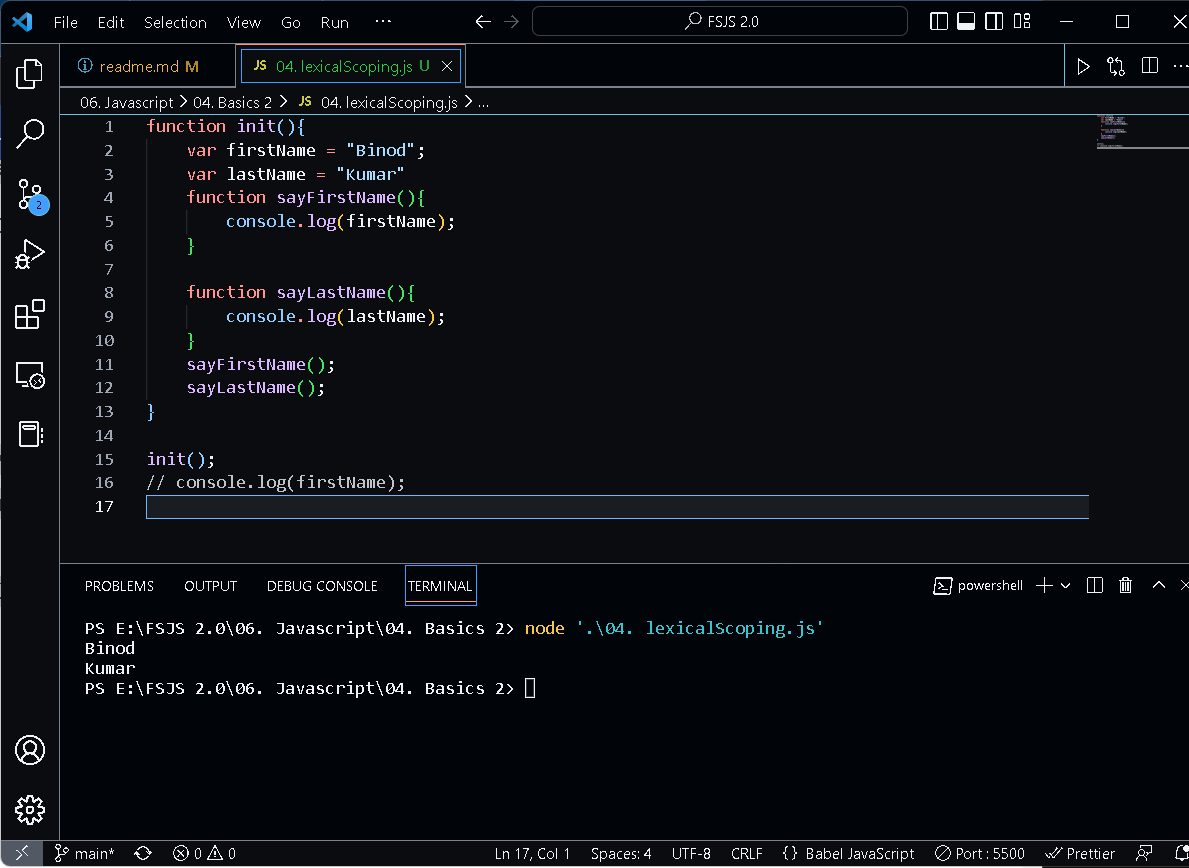 File Edit Selection View Go Run ··· FSJS 2.0
readme.md M JS 04. lexicalScoping.js U
06. Javascript > 04. Basics 2 > JS 04. lexicalScoping.js > ...
1 function init(){
2 var firstName = "Binod";
3 var lastName = "Kumar"
4 function sayFirstName(){
5 console.log(firstName);
6 }
7
8 function sayLastName(){
9 console.log(lastName);
10 }
11 sayFirstName();
12 sayLastName();
13 }
14
15 init();
16 // console.log(firstName);
17
2
PROBLEMS OUTPUT DEBUG CONSOLE TERMINAL powershell
PS E:\FSJS 2.0\06. Javascript\04. Basics 2> node '.\04. lexicalScoping.js'
Binod
Kumar
PS E:\FSJS 2.0\06. Javascript\04. Basics 2>
main* 0 0 Ln 17, Col 1 Spaces: 4 UTF-8 CRLF {} Babel JavaScript Port : 5500 Prettier